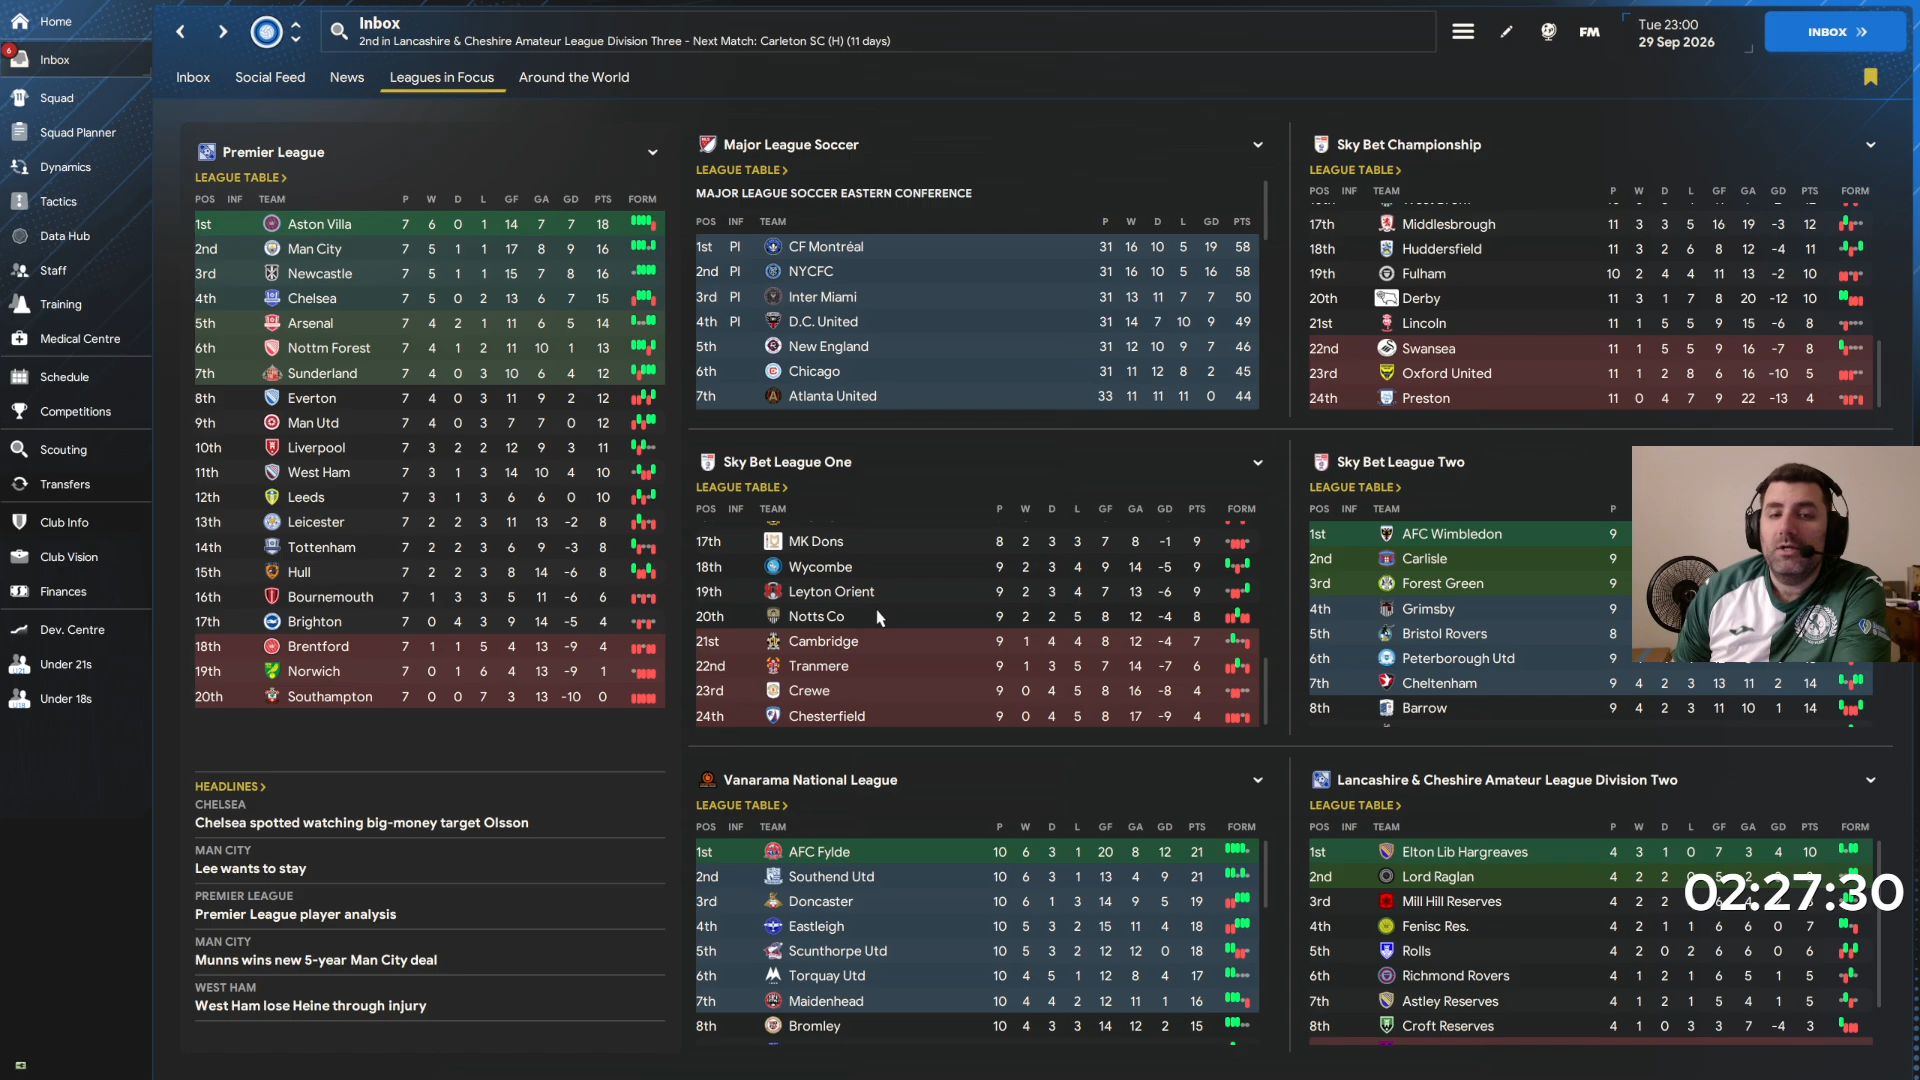 Home
6
Inbox
Squad
Squad Planner
Dynamics
Tactics
Data Hub
Staff
Training
Medical Centre
Schedule
Competitions
Scouting
Transfers
Club Info
Club Vision
Finances
Dev. Centre
Under 21s
Under 18s
Inbox
2nd in Lancashire & Cheshire Amateur League Division Three - Next Match: Carleton SC (H) (11 days)
FM
Tue 23:00
29 Sep 2026
INBOX
Inbox Social Feed News Leagues in Focus Around the World
Premier League
LEAGUE TABLE >
POS INF TEAM P W D L GF GA GD PTS FORM
1st Aston Villa 7 6 0 1 14 7 7 18
2nd Man City 7 5 1 1 17 8 9 16
3rd Newcastle 7 5 1 1 15 7 8 16
4th Chelsea 7 5 0 2 13 6 7 15
5th Arsenal 7 4 2 1 11 6 5 14
6th Nottm Forest 7 4 1 2 11 10 1 13
7th Sunderland 7 4 0 3 10 6 4 12
8th Everton 7 4 0 3 11 9 2 12
9th Man Utd 7 4 0 3 7 7 0 12
10th Liverpool 7 3 2 2 12 9 3 11
11th West Ham 7 3 1 3 14 10 4 10
12th Leeds 7 3 1 3 6 6 0 10
13th Leicester 7 2 2 3 11 13 -2 8
14th Tottenham 7 2 2 3 6 9 -3 8
15th Hull 7 2 2 3 8 14 -6 8
16th Bournemouth 7 1 3 3 5 11 -6 6
17th Brighton 7 0 4 3 9 14 -5 4
18th Brentford 7 1 1 5 4 13 -9 4
19th Norwich 7 0 1 6 4 13 -9 1
20th Southampton 7 0 0 7 3 13 -10 0
HEADLINES >
CHELSEA
Chelsea spotted watching big-money target Olsson
MAN CITY
Lee wants to stay
PREMIER LEAGUE
Premier League player analysis
MAN CITY
Munns wins new 5-year Man City deal
WEST HAM
West Ham lose Heine through injury
Major League Soccer
LEAGUE TABLE >
MAJOR LEAGUE SOCCER EASTERN CONFERENCE
POS INF TEAM P W D L GD PTS
1st Pl CF Montréal 31 16 10 5 19 58
2nd Pl NYCFC 31 16 10 5 16 58
3rd Pl Inter Miami 31 13 11 7 7 50
4th Pl D.C. United 31 14 7 10 9 49
5th New England 31 12 10 9 7 46
6th Chicago 31 11 12 8 2 45
7th Atlanta United 33 11 11 11 0 44
Sky Bet Championship
LEAGUE TABLE >
POS INF TEAM P W D L GF GA GD PTS FORM
17th Middlesbrough 11 3 3 5 16 19 -3 12
18th Huddersfield 11 3 2 6 8 12 -4 11
19th Fulham 10 2 4 4 11 13 -2 10
20th Derby 11 3 1 7 8 20 -12 10
21st Lincoln 11 1 5 5 9 15 -6 8
22nd Swansea 11 1 5 5 9 16 -7 8
23rd Oxford United 11 1 2 8 6 16 -10 5
24th Preston 11 0 4 7 9 22 -13 4
Sky Bet League One
LEAGUE TABLE >
POS INF TEAM P W D L GF GA GD PTS FORM
17th MK Dons 8 2 3 3 7 8 -1 9
18th Wycombe 9 2 3 4 9 14 -5 9
19th Leyton Orient 9 2 3 4 7 13 -6 9
20th Notts Co 9 2 2 5 8 12 -4 8
21st Cambridge 9 1 4 4 8 12 -4 7
22nd Tranmere 9 1 3 5 7 14 -7 6
23rd Crewe 9 0 4 5 8 16 -8 4
24th Chesterfield 9 0 4 5 8 17 -9 4
Sky Bet League Two
LEAGUE TABLE >
POS INF TEAM P
1st AFC Wimbledon 9
2nd Carlisle 9
3rd Forest Green 9
4th Grimsby 9
5th Bristol Rovers 8
6th Peterborough Utd 9
7th Cheltenham 9 4 2 3 13 11 2 14
8th Barrow 9 4 2 3 11 10 1 14
Vanarama National League
LEAGUE TABLE >
POS INF TEAM P W D L GF GA GD PTS FORM
1st AFC Fylde 10 6 3 1 20 8 12 21
2nd Southend Utd 10 6 3 1 13 4 9 21
3rd Doncaster 10 6 1 3 14 9 5 19
4th Eastleigh 10 5 3 2 15 11 4 18
5th Scunthorpe Utd 10 5 3 2 12 12 0 18
6th Torquay Utd 10 4 5 1 12 8 4 17
7th Maidenhead 10 4 4 2 12 11 1 16
8th Bromley 10 4 3 3 14 12 2 15
Lancashire & Cheshire Amateur League Division Two
LEAGUE TABLE >
POS INF TEAM P W D L GF GA GD PTS FORM
1st Elton Lib Hargreaves 4 3 1 0 7 3 4 10
2nd Lord Raglan 4 2 2
3rd Mill Hill Reserves 4 2 2
4th Fenisc Res. 4 2 1 1 6 6 0 7
5th Rolls 4 2 0 2 6 6 0 6
6th Richmond Rovers 4 1 2 1 6 5 1 5
7th Astley Reserves 4 1 2 1 5 4 1 5
8th Croft Reserves 4 1 0 3 3 7 -4 3
02:27:30